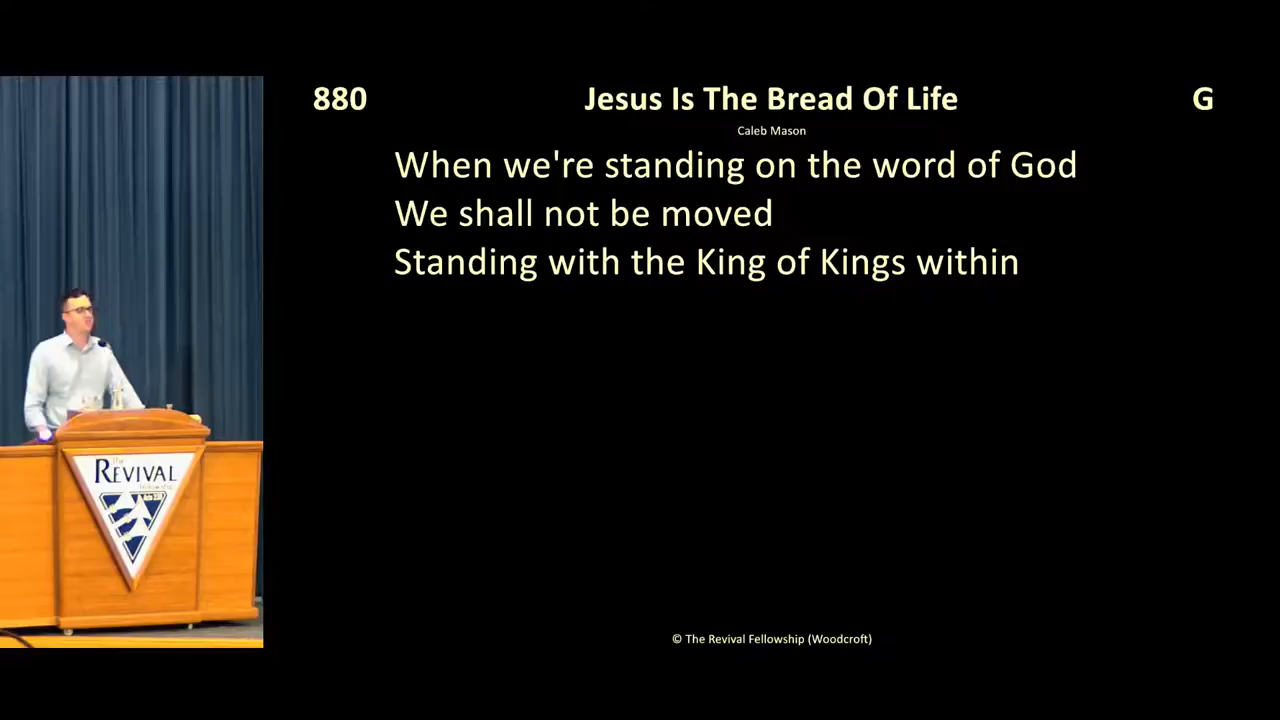 880 Jesus Is The Bread Of Life G
Caleb Mason
When we're standing on the word of God
We shall not be moved
Standing with the King of Kings within
The
REVIVAL
Fellowship
© The Revival Fellowship (Woodcroft)